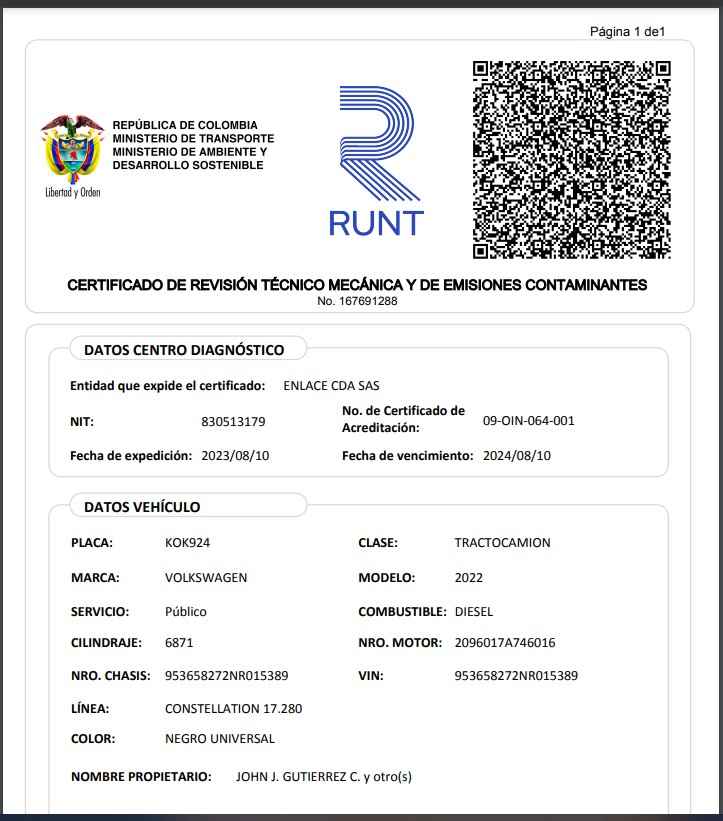 Página 1 de1
REPÚBLICA DE COLOMBIA
MINISTERIO DE TRANSPORTE
MINISTERIO DE AMBIENTE Y
DESARROLLO SOSTENIBLE
Libertad y Orden
RUNT
CERTIFICADO DE REVISIÓN TÉCNICO MECÁNICA Y DE EMISIONES CONTAMINANTES
No. 167691288
DATOS CENTRO DIAGNÓSTICO
Entidad que expide el certificado: ENLACE CDA SAS
NIT: 830513179
No. de Certificado de
Acreditación: 09-OIN-064-001
Fecha de expedición: 2023/08/10 Fecha de vencimiento: 2024/08/10
DATOS VEHÍCULO
PLACA: KOK924 CLASE: TRACTOCAMION
MARCA: VOLKSWAGEN MODELO: 2022
SERVICIO: Público COMBUSTIBLE: DIESEL
CILINDRAJE: 6871 NRO. MOTOR: 2096017A746016
NRO. CHASIS: 953658272NR015389 VIN: 953658272NR015389
LÍNEA: CONSTELLATION 17.280
COLOR: NEGRO UNIVERSAL
NOMBRE PROPIETARIO: JOHN J. GUTIERREZ C. y otro(s)